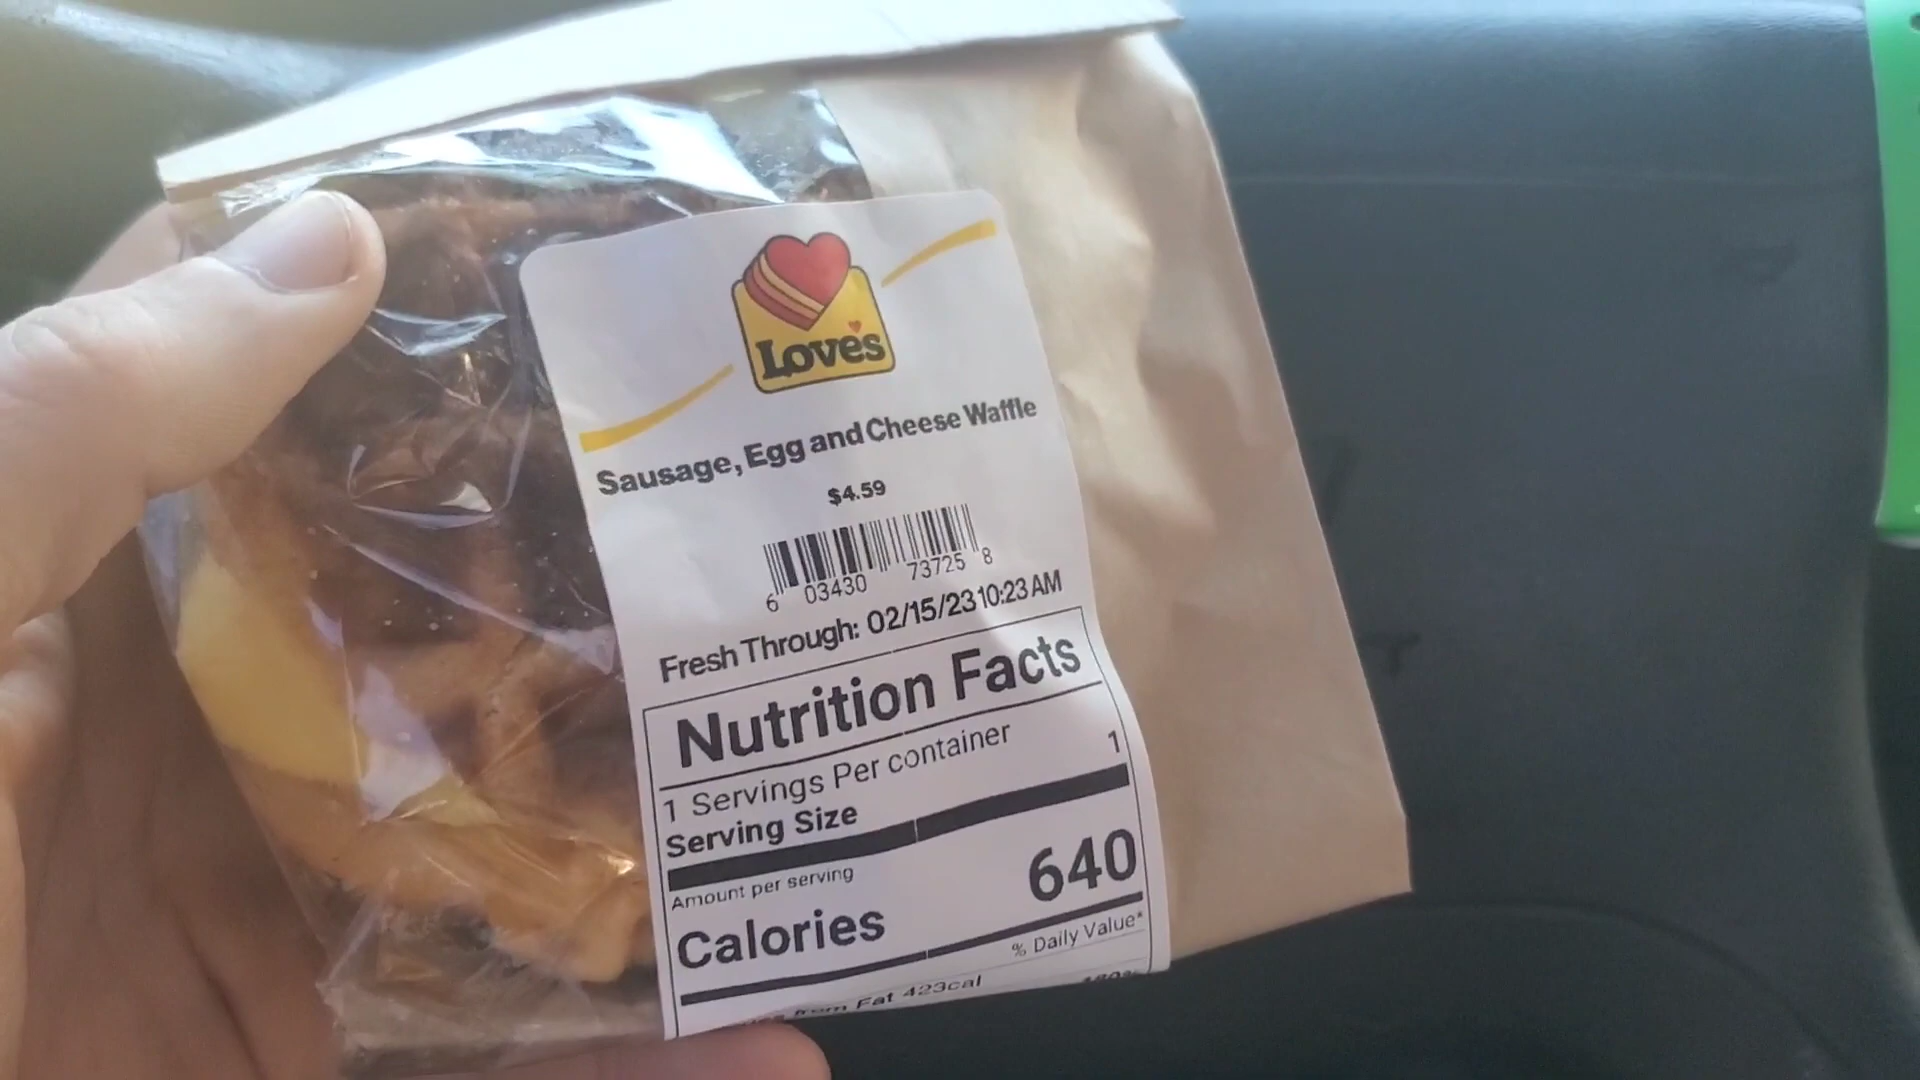 Love's
Sausage, Egg and Cheese Waffle
$4.59
6 03430 73725 8
Fresh Through: 02/15/23 10:23 AM
Nutrition Facts
1 Servings Per container
Serving Size 1
Amount per serving
Calories 640
% Daily Value*
from Fat 423cal